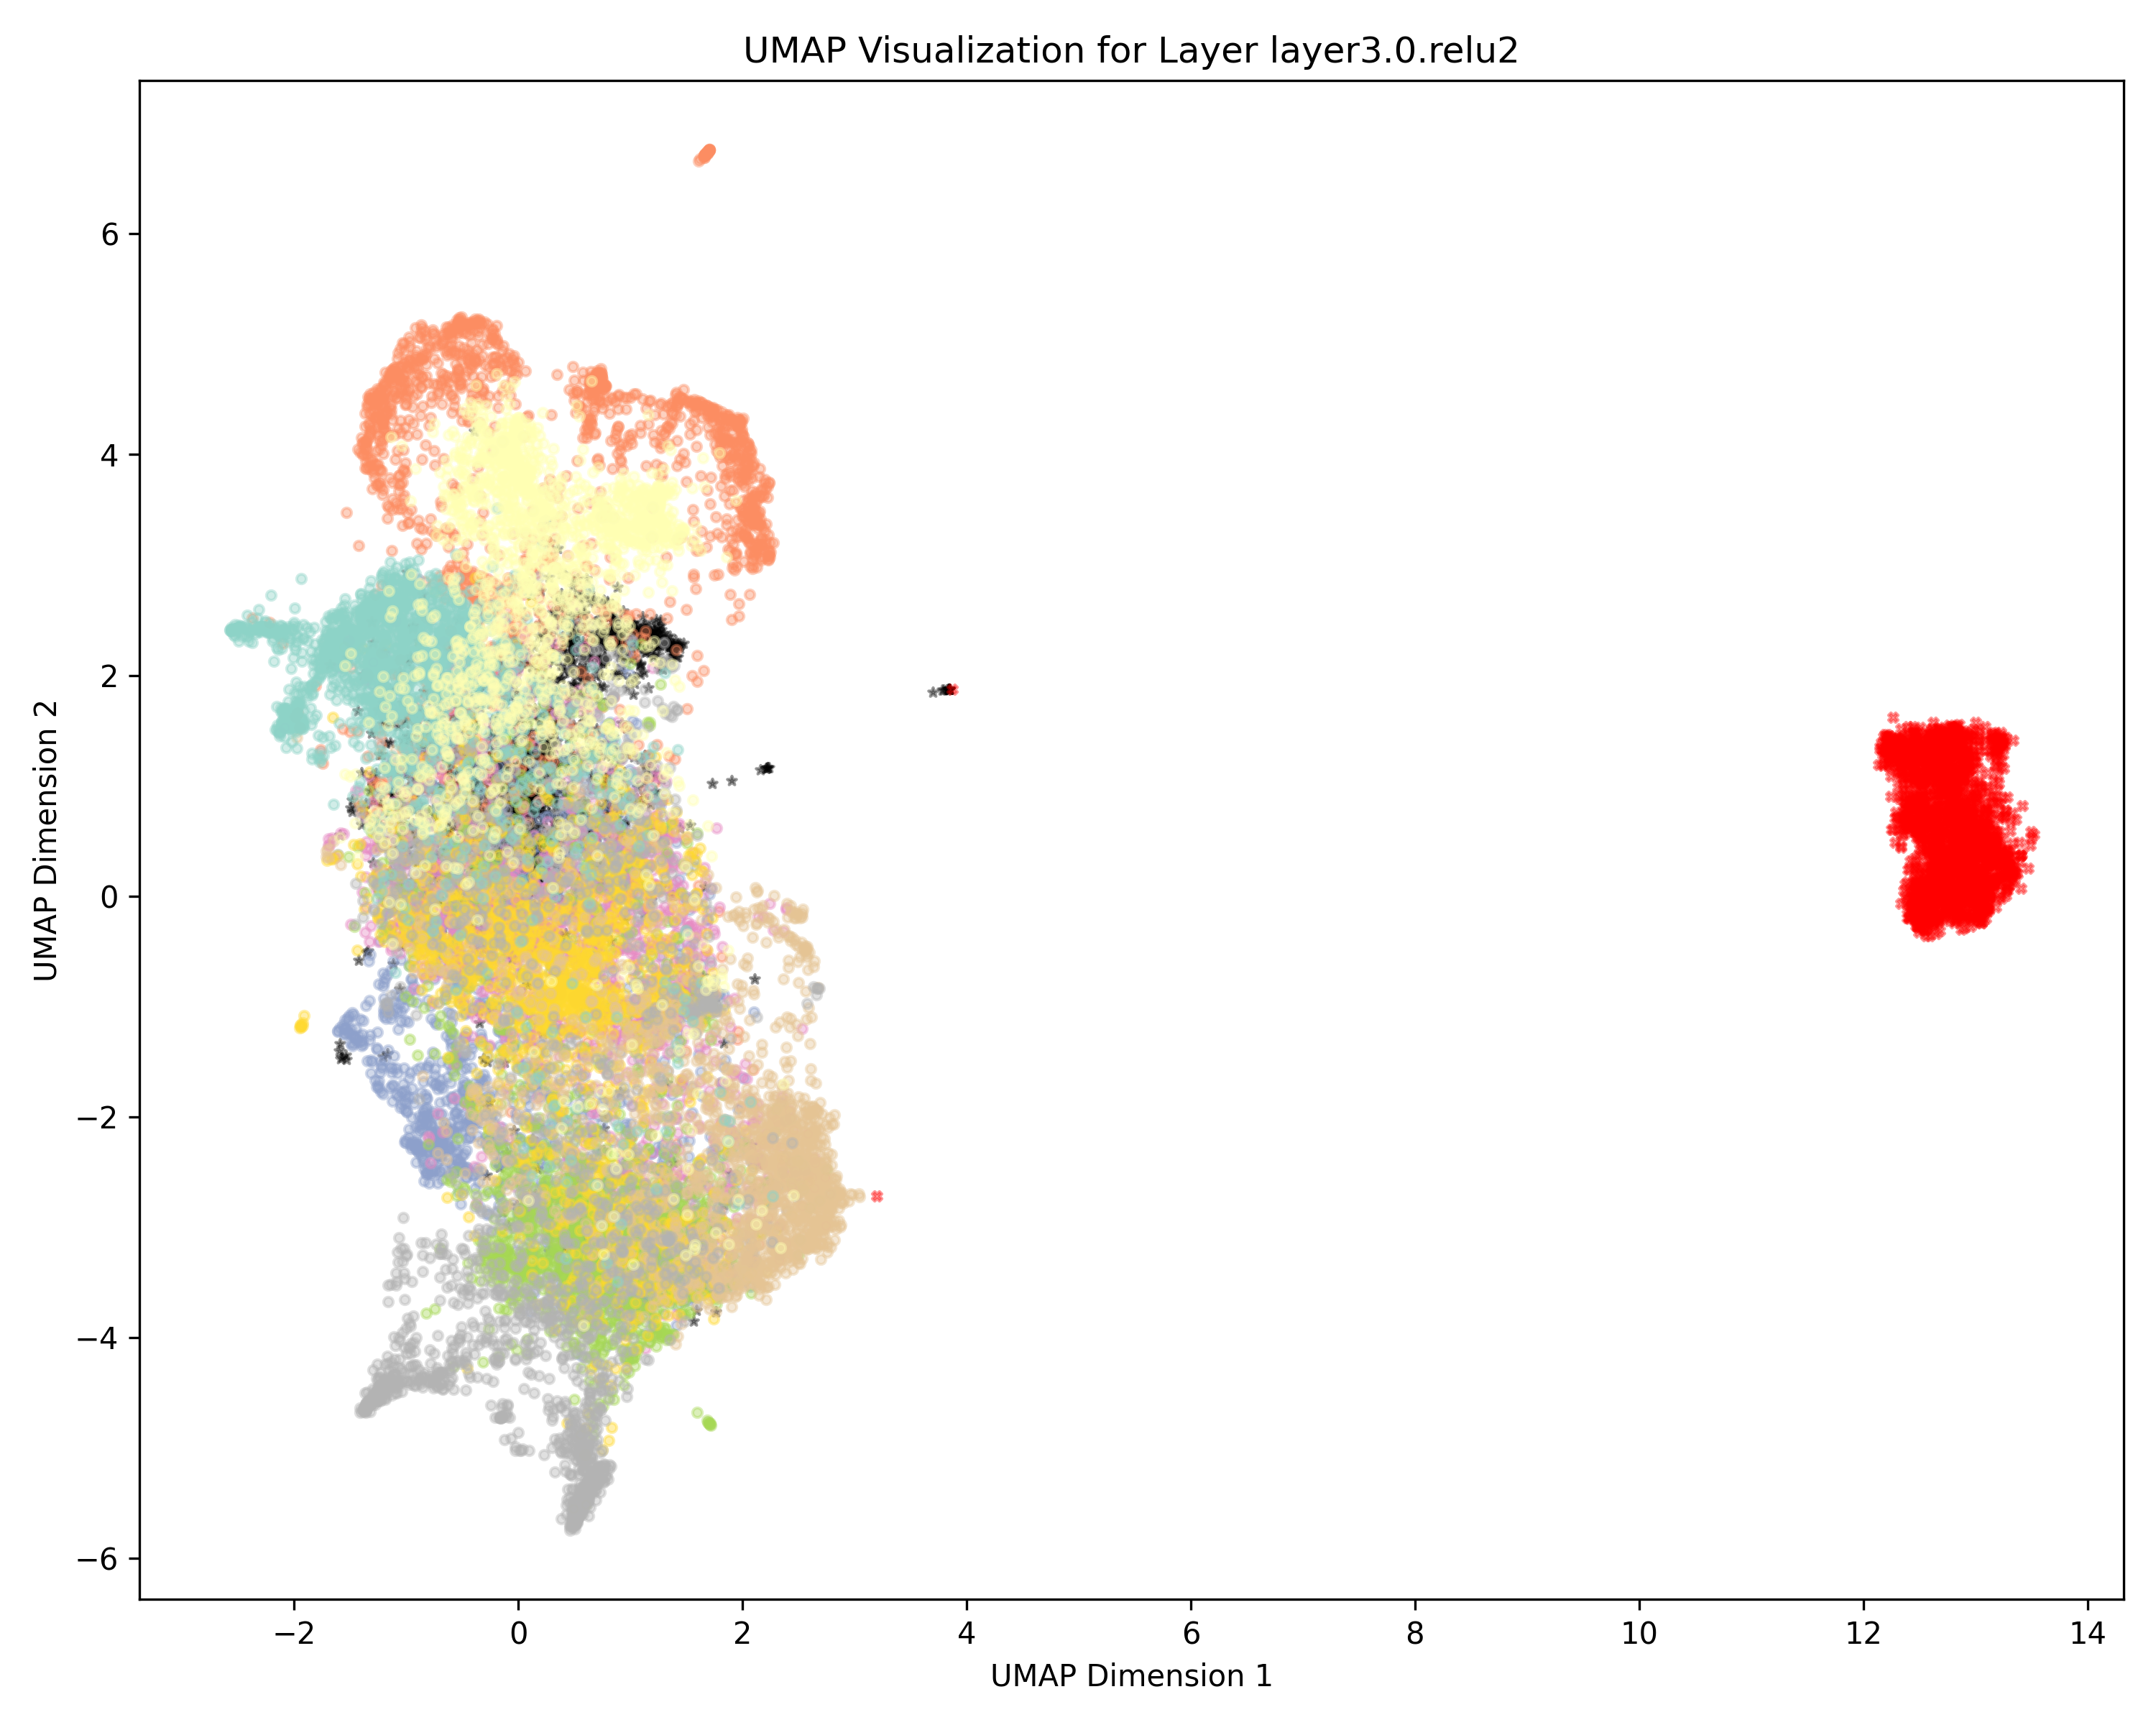 UMAP Visualization for Layer layer3.0.relu2
6
4
2
0
−2
−4
−6
UMAP Dimension 2
−2 0 2 4 6 8 10 12 14
UMAP Dimension 1